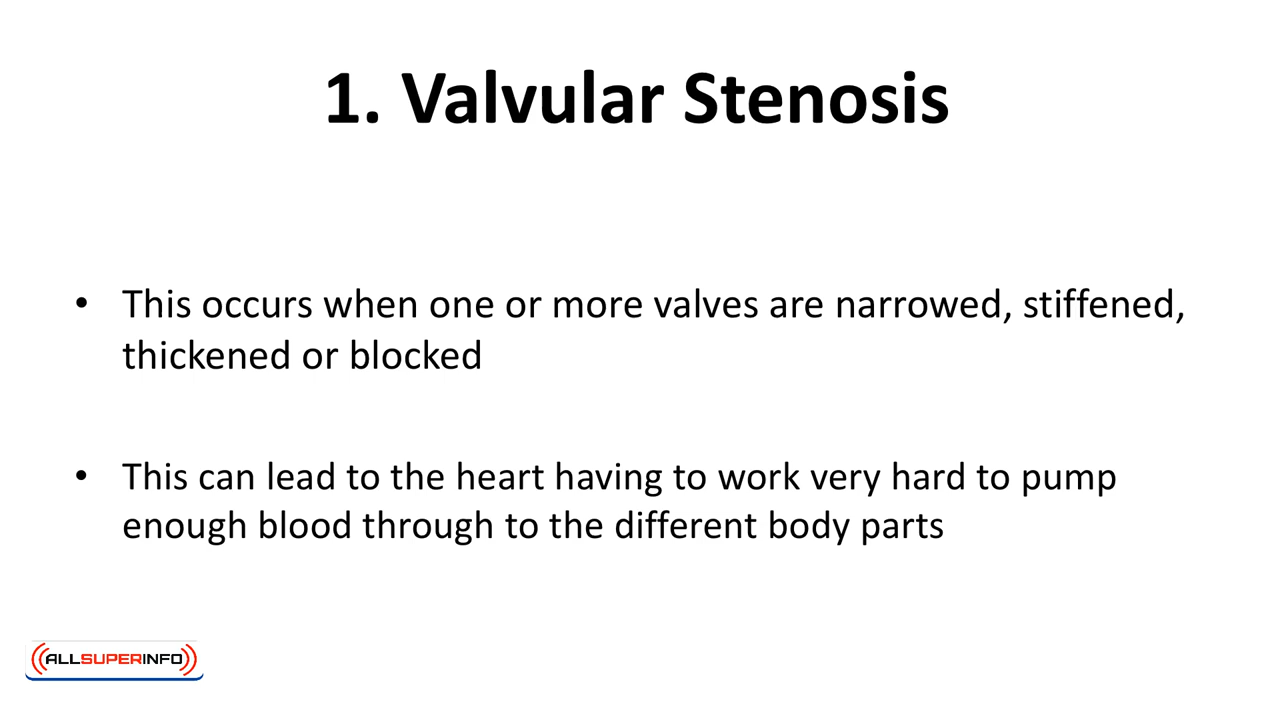 1. Valvular Stenosis
• This occurs when one or more valves are narrowed, stiffened,
thickened or blocked
• This can lead to the heart having to work very hard to pump
enough blood through to the different body parts
ALLSUPERINFO